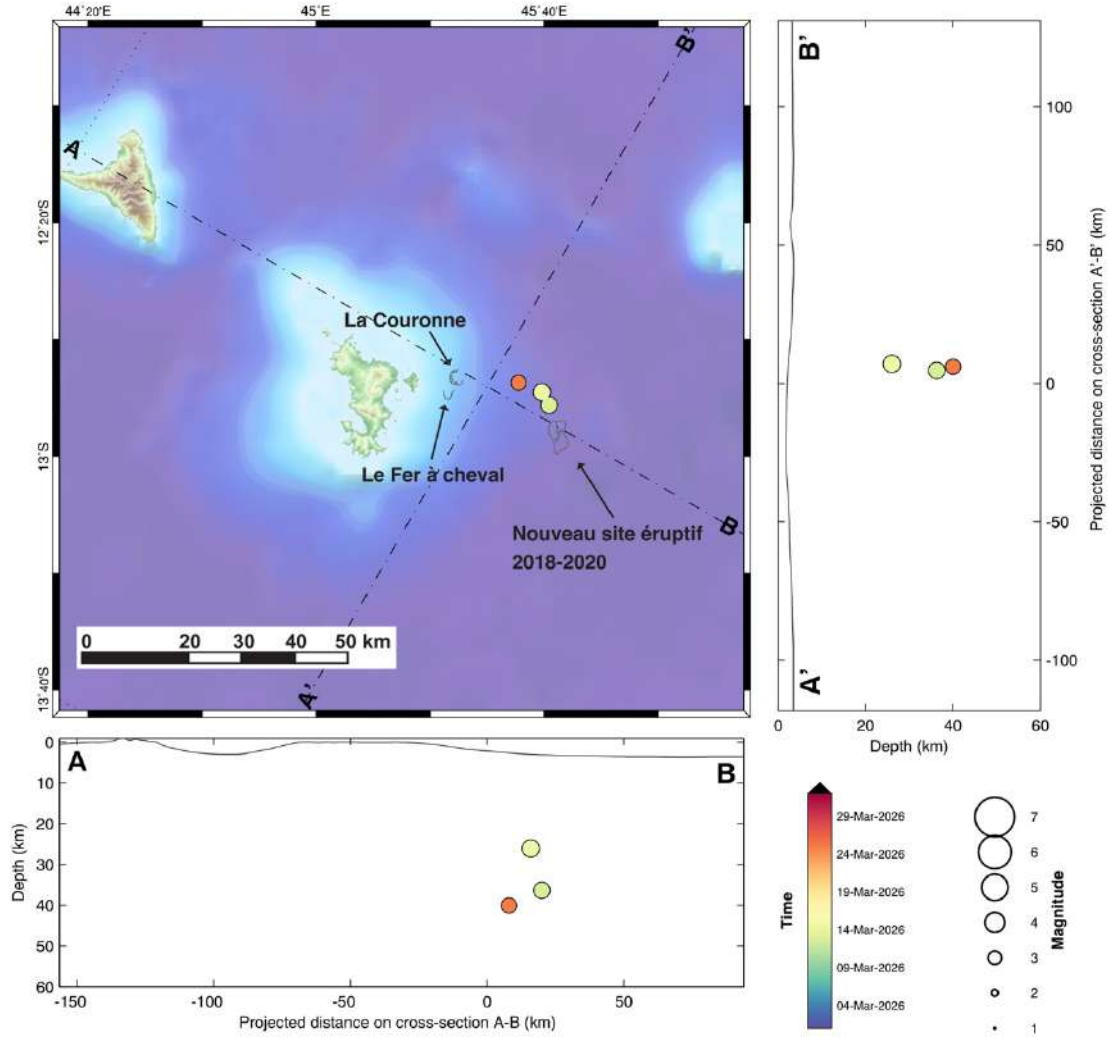 44°20'E 45°E 45°40'E
12°20'S
13°S
13°40'S
A
B'
B
A'
La Couronne
Le Fer à cheval
Nouveau site éruptif
2018-2020
0 20 30 40 50 km
B'
A'
100
50
0
-50
-100
Projected distance on cross-section A'-B' (km)
0 20 40 60
Depth (km)
A B
0
10
20
30
40
50
60
Depth (km)
-150 -100 -50 0 50
Projected distance on cross-section A-B (km)
Time
29-Mar-2026
24-Mar-2026
19-Mar-2026
14-Mar-2026
09-Mar-2026
04-Mar-2026
7
6
5
4
3
2
1
Magnitude